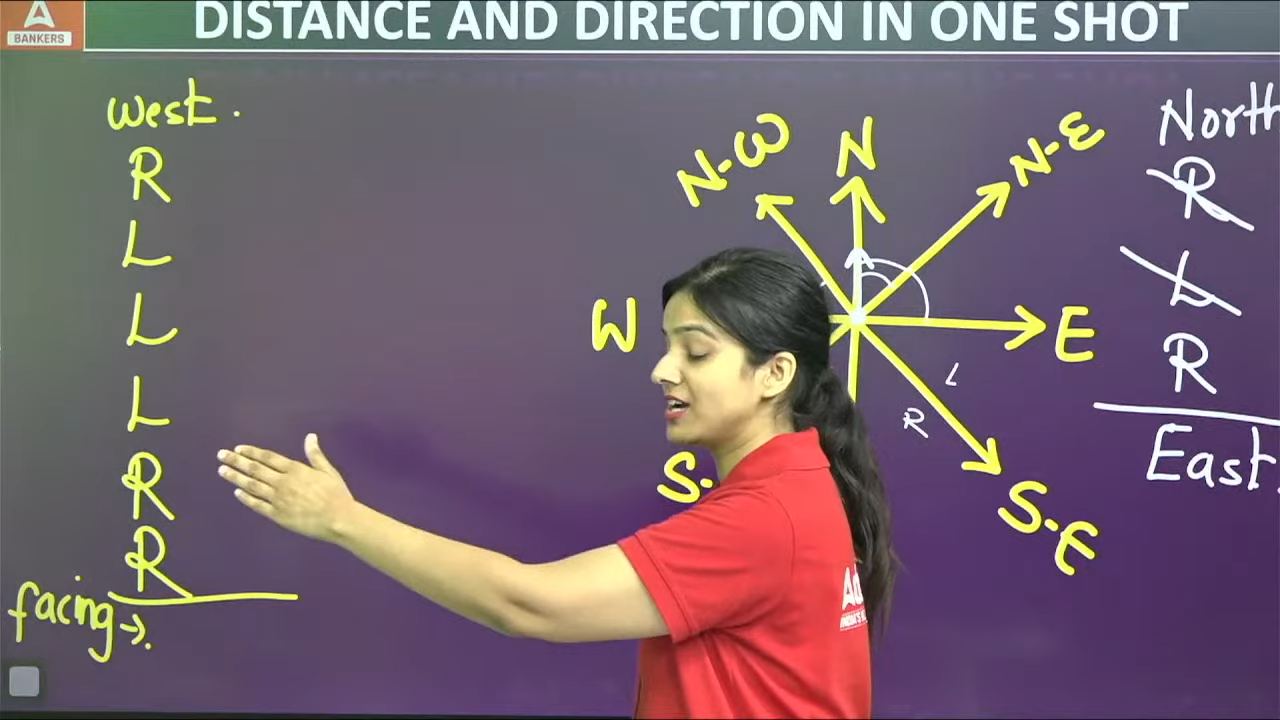 DISTANCE AND DIRECTION IN ONE SHOT
A
BANKERS
West.
R
L
L
L
R
R
facing →.
N-W
N
N-E
W
E
L
R
S.
S-E
North
R
L
R
East.